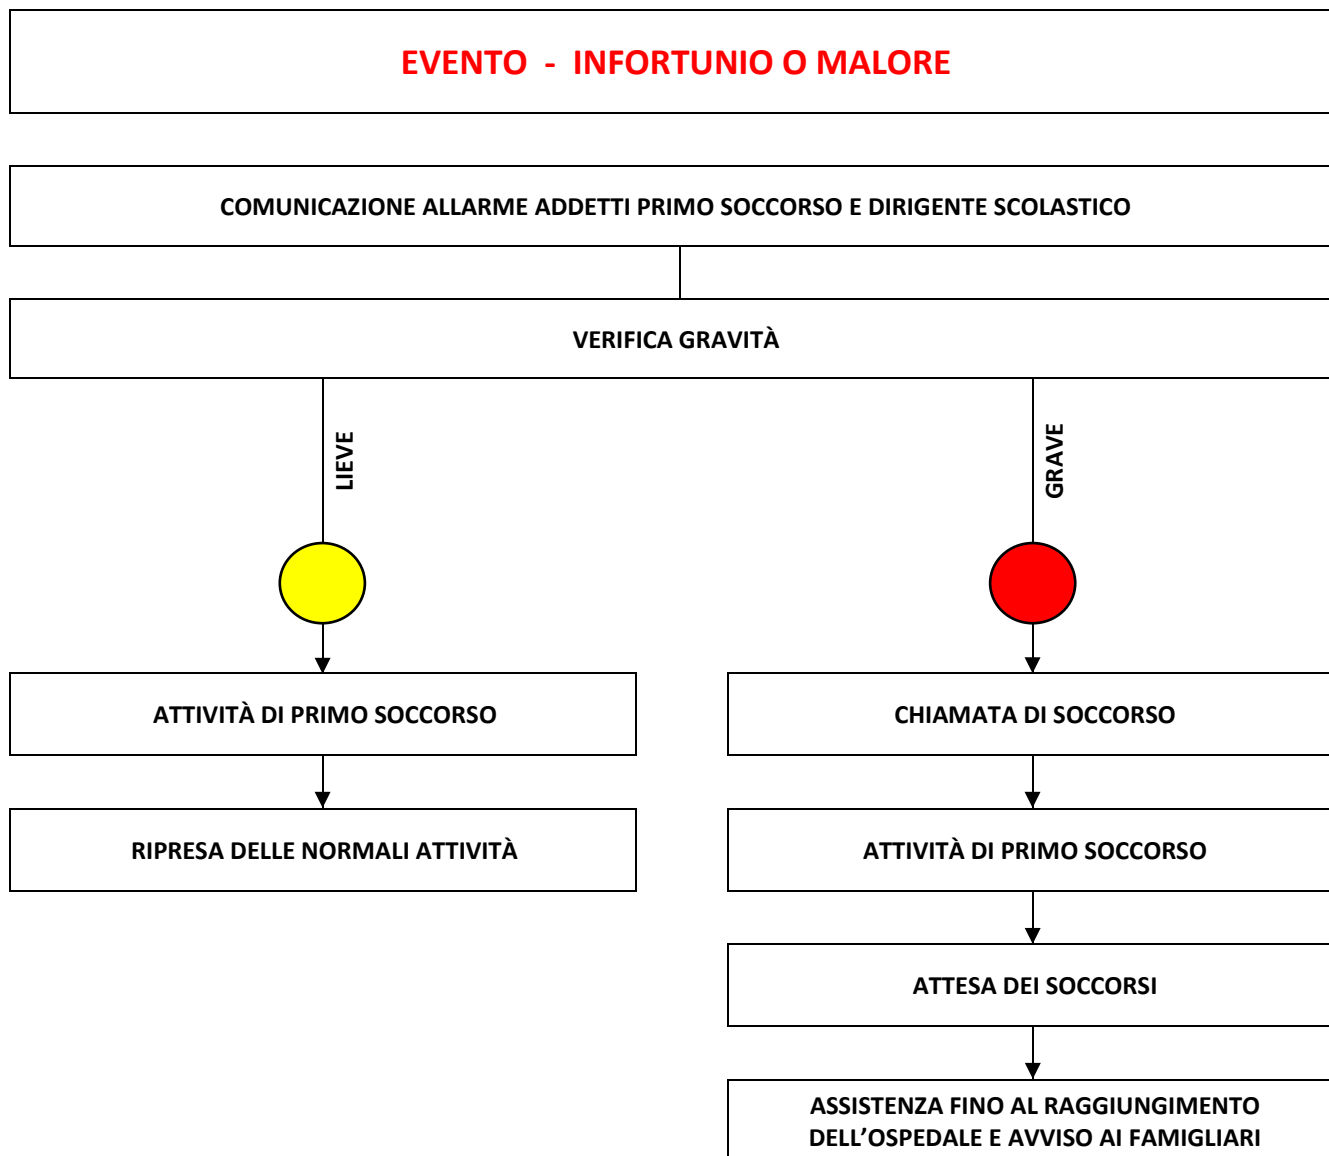 EVENTO - INFORTUNIO O MALORE
COMUNICAZIONE ALLARME ADDETTI PRIMO SOCCORSO E DIRIGENTE SCOLASTICO
VERIFICA GRAVITÀ
LIEVE
GRAVE
ATTIVITÀ DI PRIMO SOCCORSO
CHIAMATA DI SOCCORSO
RIPRESA DELLE NORMALI ATTIVITÀ
ATTIVITÀ DI PRIMO SOCCORSO
ATTESA DEI SOCCORSI
ASSISTENZA FINO AL RAGGIUNGIMENTO
DELL’OSPEDALE E AVVISO AI FAMIGLIARI